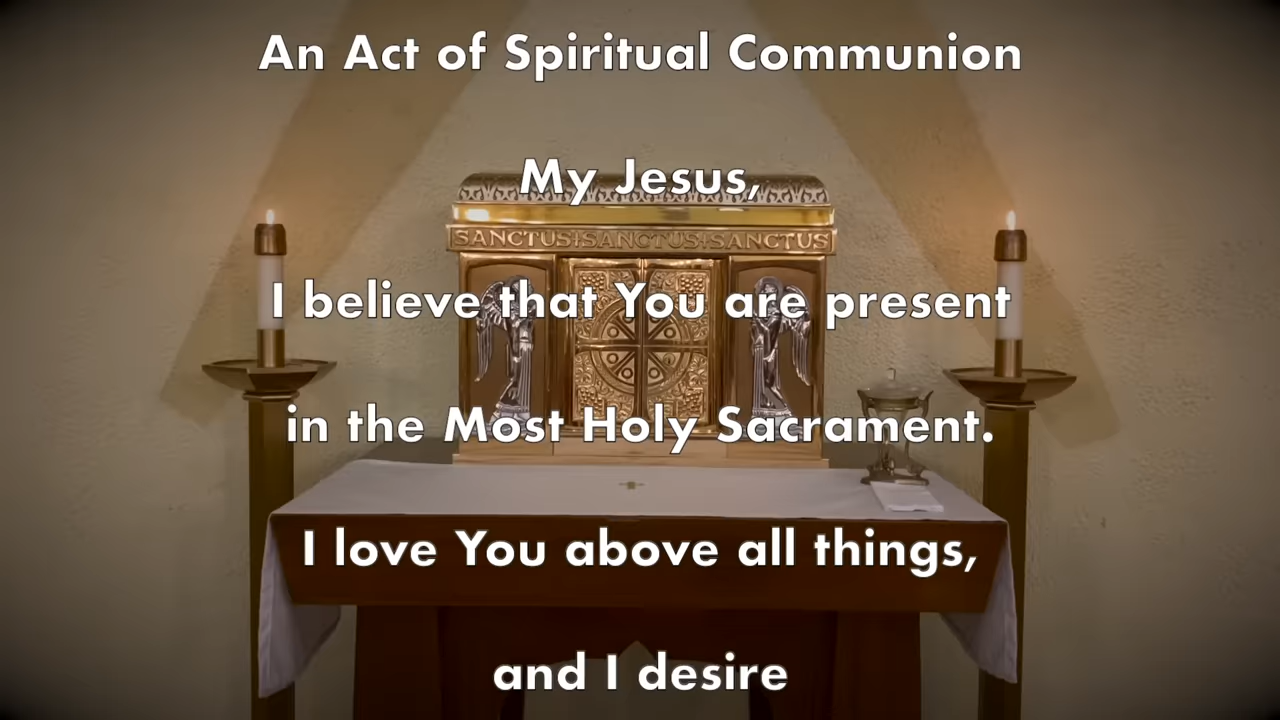 An Act of Spiritual Communion
My Jesus,
SANCTUS SANCTUS SANCTUS
I believe that You are present
in the Most Holy Sacrament.
I love You above all things,
and I desire